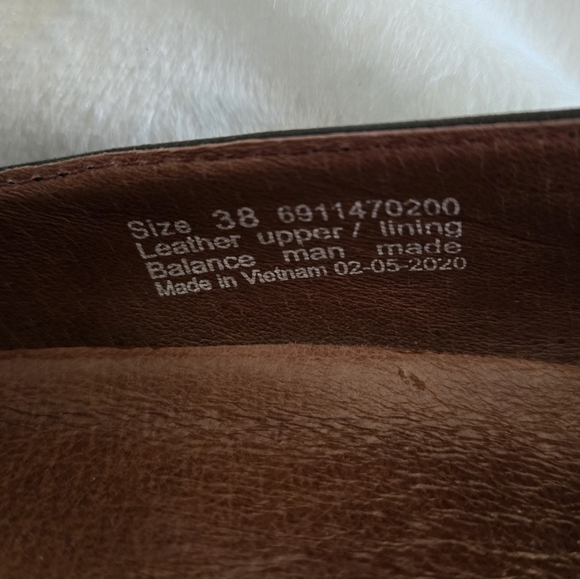 Size 38 6911470200
Leather upper/ lining
Balance man made
Made in Vietnam 02-05-2020